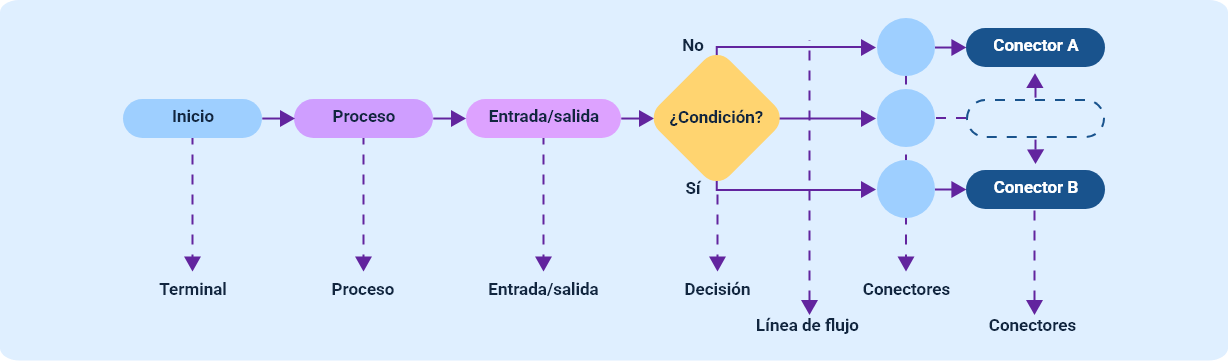 No
Conector A
Inicio
Proceso
Entrada/salida
¿Condición?
Sí
Conector B
Terminal
Proceso
Entrada/salida
Decisión
Conectores
Línea de flujo
Conectores